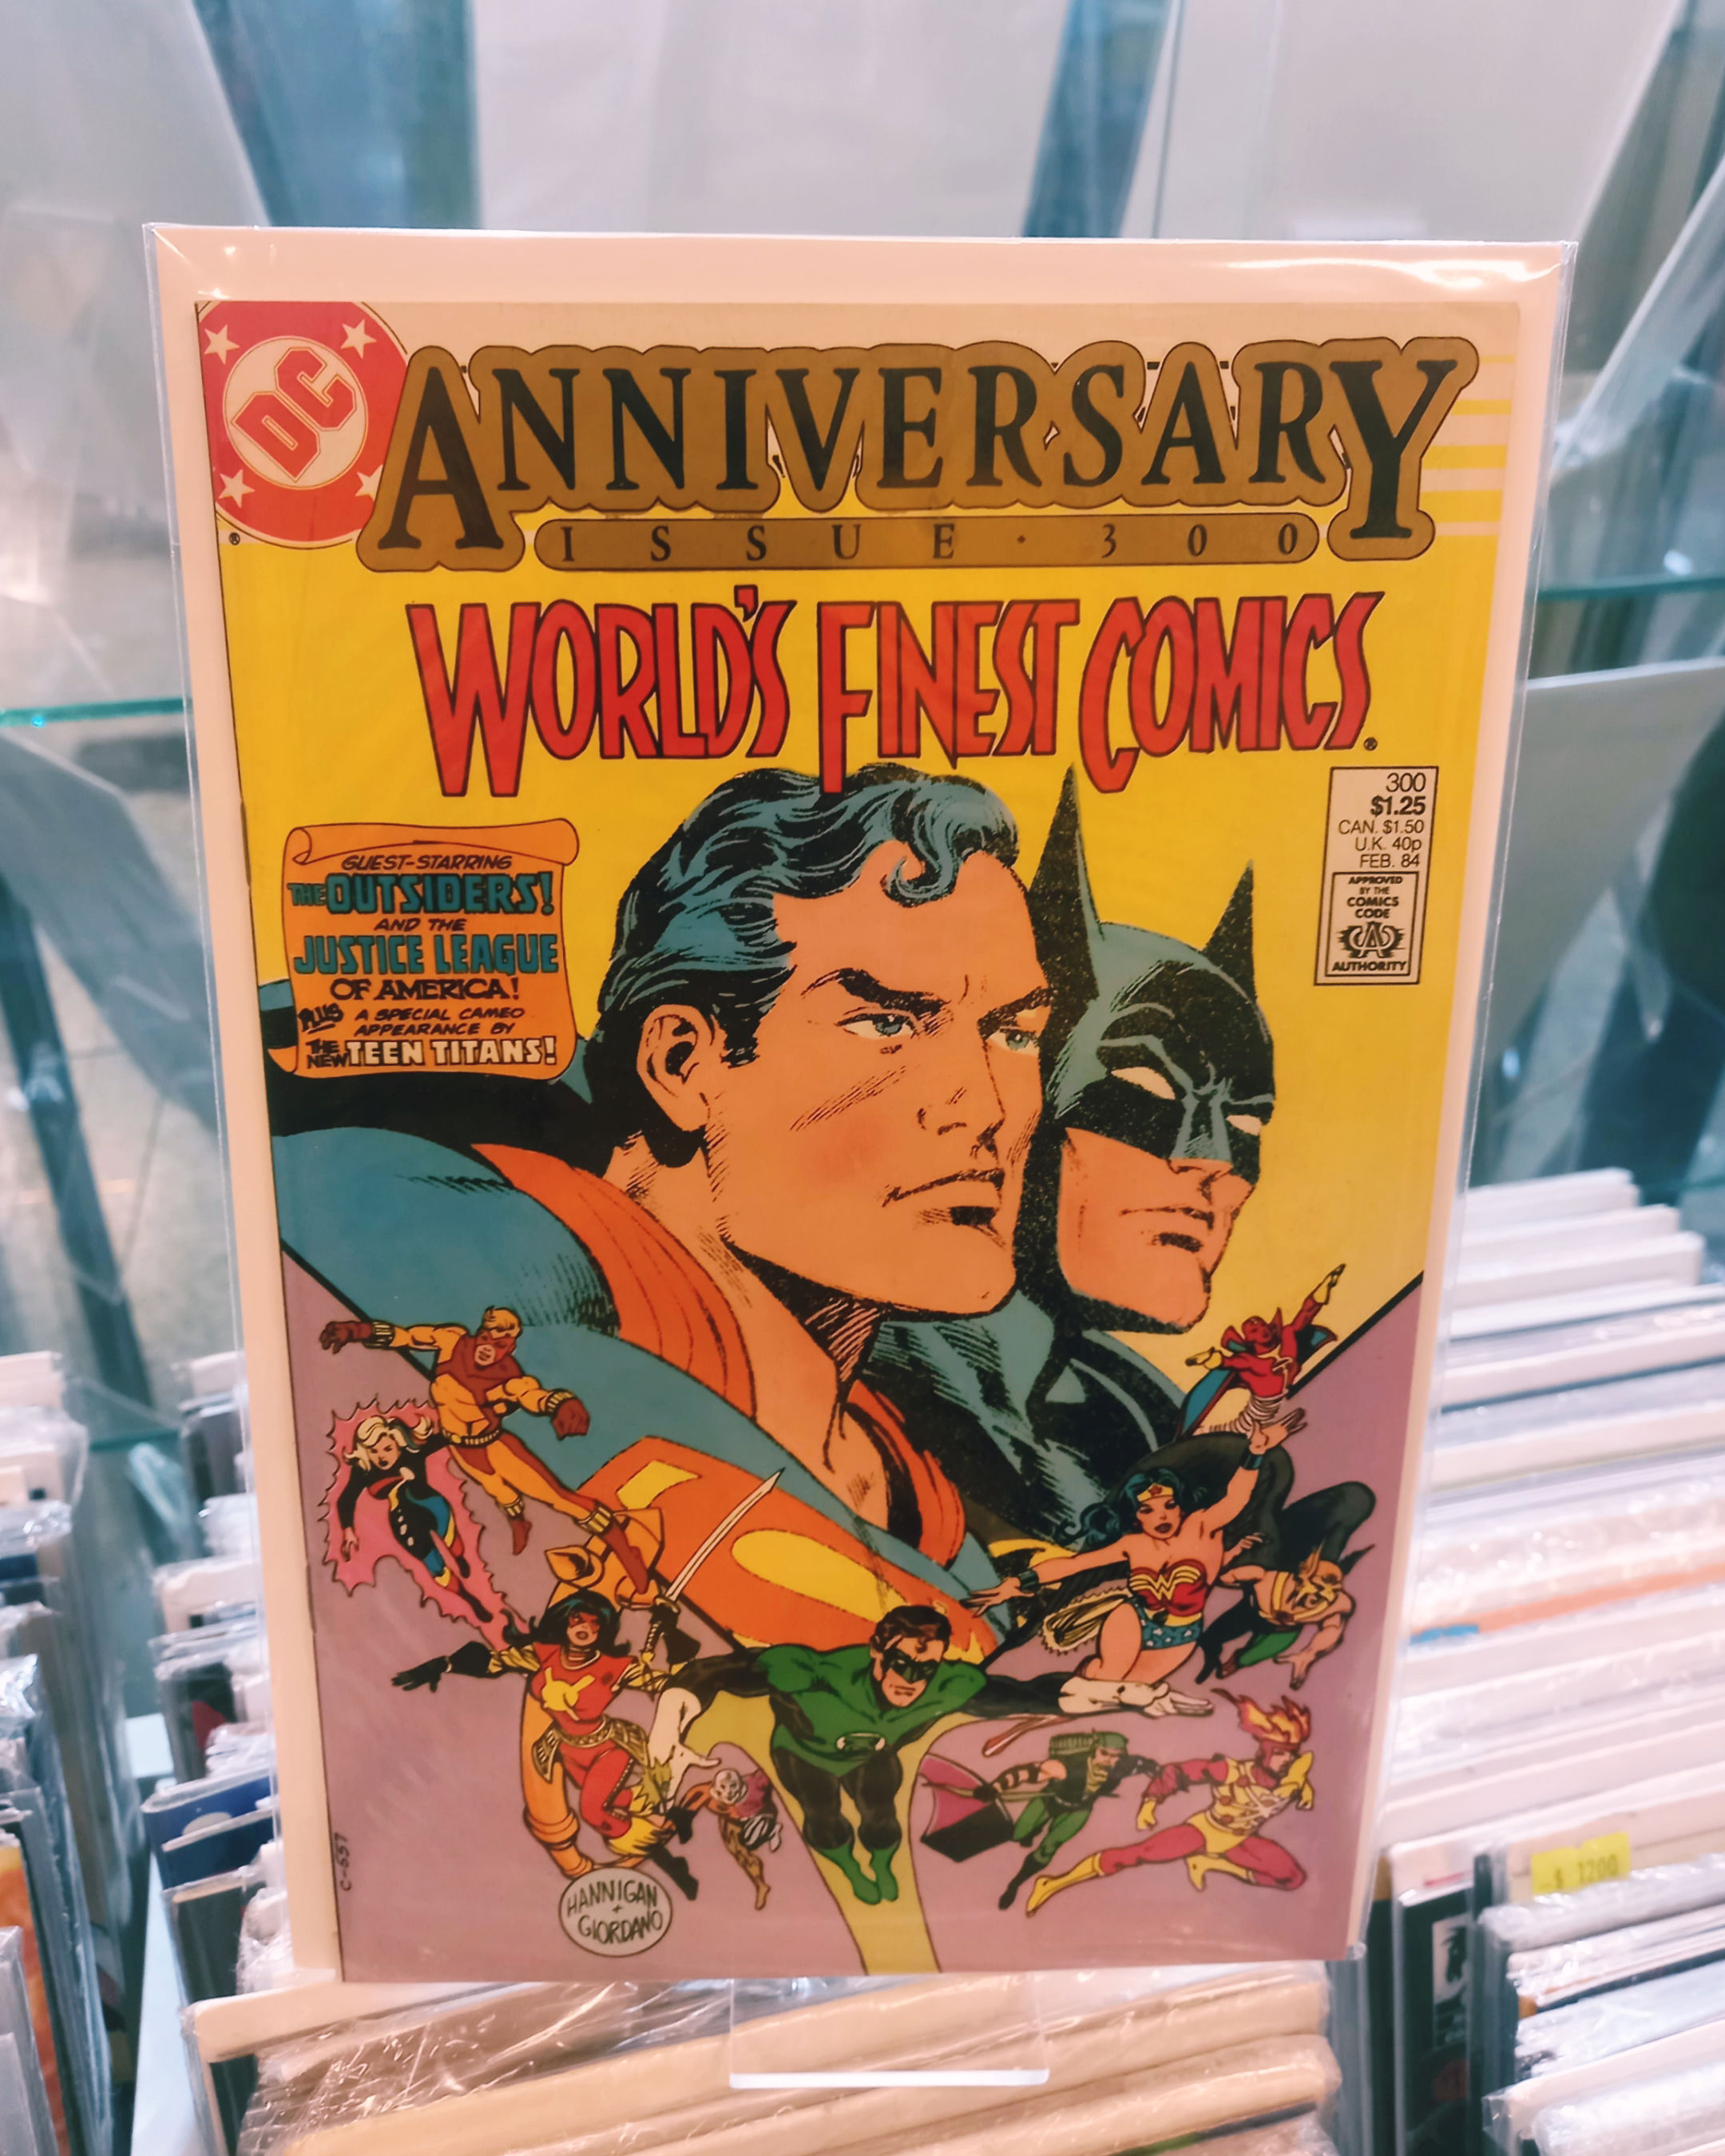 DC
®
ANNIVERSARY
ISSUE · 300
WORLD'S FINEST COMICS®
300
$1.25
CAN. $1.50
U.K. 40p
FEB. 84
APPROVED
BY THE
COMICS
CODE
CA
AUTHORITY
GUEST-STARRING
THE OUTSIDERS!
AND THE
JUSTICE LEAGUE
OF AMERICA!
PLUS A SPECIAL CAMEO
APPEARANCE BY
THE NEW TEEN TITANS!
W
C-657
HANNIGAN
+
GIORDANO
$ 1200